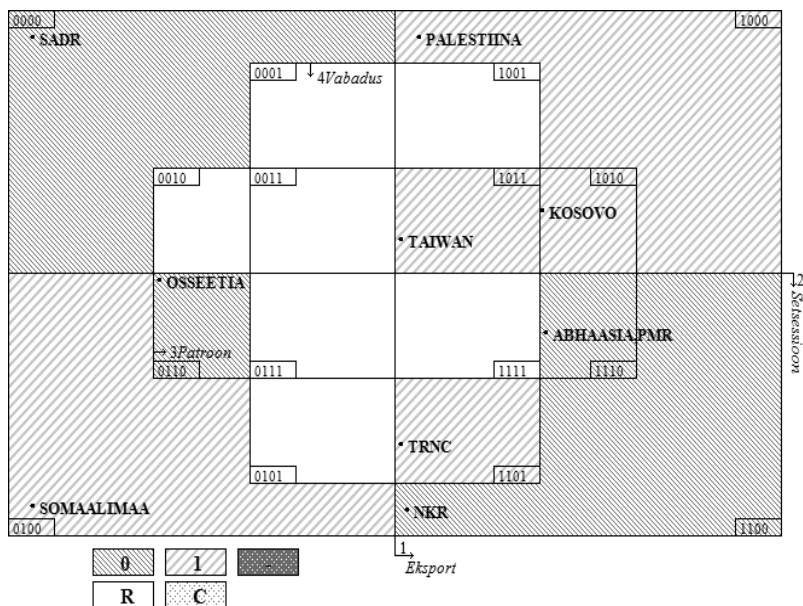 0000
1000
SADR
PALESTIINA
0001
4Vabadus
1001
0010
0011
1011
1010
KOSOVO
TAIWAN
2
OSSEETIA
Setsessioon
ABHAASIA,PMR
3Patroon
0110
0111
1111
1110
TRNC
0101
1101
SOMAALIMAA
NKR
0100
1100
1
0
1
-
Eksport
R
C